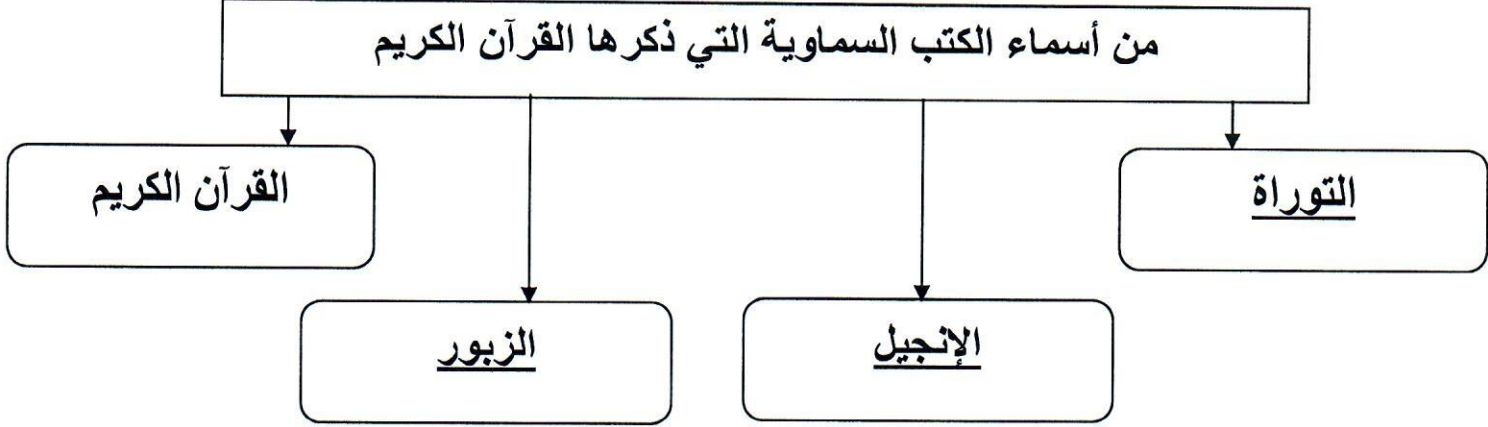 من أسماء الكتب السماوية التي ذكرها القرآن الكريم
التوراة
الإنجيل
الزبور
القرآن الكريم